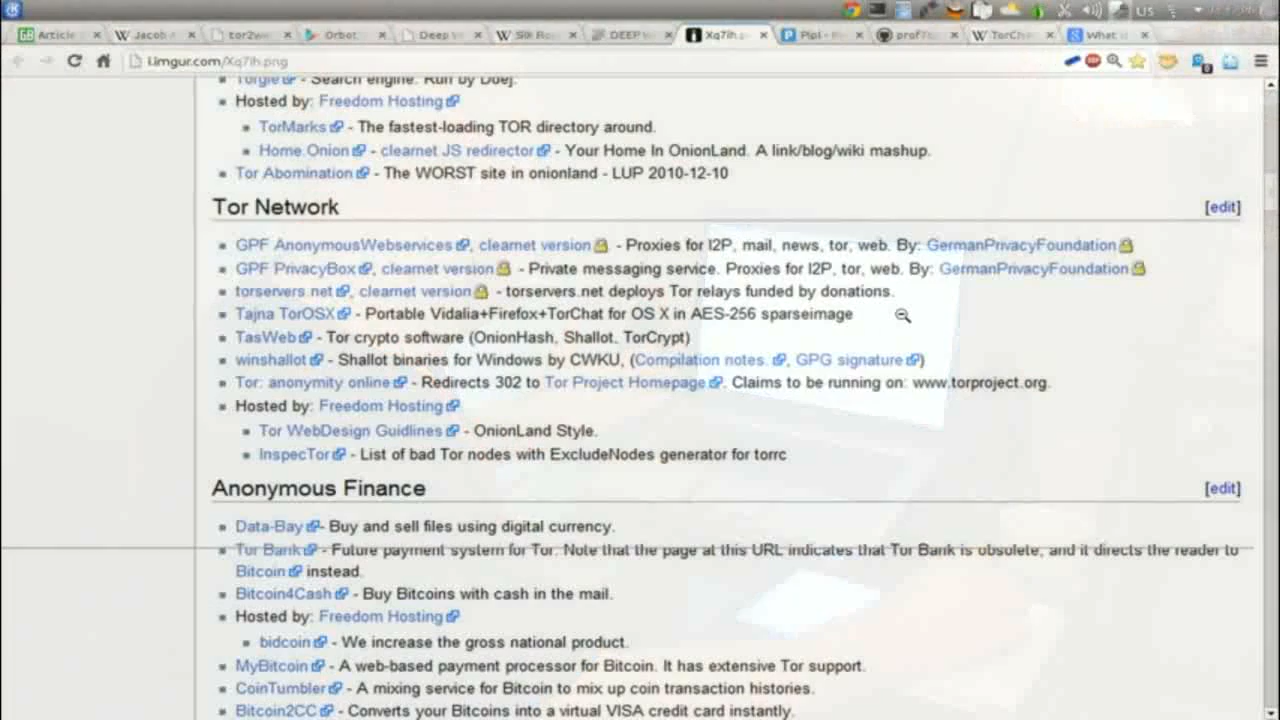 US
Article
Jacob A
tor2w
Orbot
Deep
Silk Ro
DEEP W
Xq7lh.p
Pipl -
prof7
TorCh
What
i.imgur.com/Xq7lh.png
Torgle - Search engine. Run by Doej.
Hosted by: Freedom Hosting
TorMarks - The fastest-loading TOR directory around.
Home.Onion - clearnet JS redirector - Your Home In OnionLand. A link/blog/wiki mashup.
Tor Abomination - The WORST site in onionland - LUP 2010-12-10
Tor Network [edit]
GPF AnonymousWebservices, clearnet version - Proxies for I2P, mail, news, tor, web. By: GermanPrivacyFoundation
GPF PrivacyBox, clearnet version - Private messaging service. Proxies for I2P, tor, web. By: GermanPrivacyFoundation
torservers.net, clearnet version - torservers.net deploys Tor relays funded by donations.
Tajna TorOSX - Portable Vidalia+Firefox+TorChat for OS X in AES-256 sparseimage
TasWeb - Tor crypto software (OnionHash, Shallot, TorCrypt)
winshallot - Shallot binaries for Windows by CWKU, (Compilation notes., GPG signature)
Tor: anonymity online - Redirects 302 to Tor Project Homepage. Claims to be running on: www.torproject.org.
Hosted by: Freedom Hosting
Tor WebDesign Guidlines - OnionLand Style.
InspecTor - List of bad Tor nodes with ExcludeNodes generator for torrc
Anonymous Finance [edit]
Data-Bay - Buy and sell files using digital currency.
Tor Bank - Future payment system for Tor. Note that the page at this URL indicates that Tor Bank is obsolete, and it directs the reader to
Bitcoin instead.
Bitcoin4Cash - Buy Bitcoins with cash in the mail.
Hosted by: Freedom Hosting
bidcoin - We increase the gross national product.
MyBitcoin - A web-based payment processor for Bitcoin. It has extensive Tor support.
CoinTumbler - A mixing service for Bitcoin to mix up coin transaction histories.
Bitcoin2CC - Converts your Bitcoins into a virtual VISA credit card instantly.